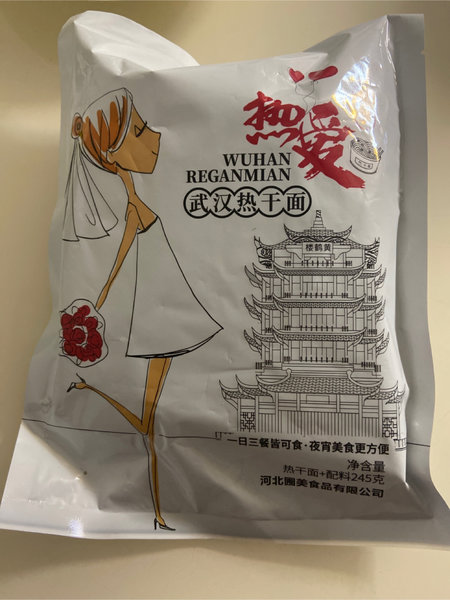 热爱
WUHAN
REGANMIAN
武汉热干面
楼鹤黄
一日三餐皆可食·夜宵美食更方便
净含量
热干面+配料245克
河北圈美食品有限公司